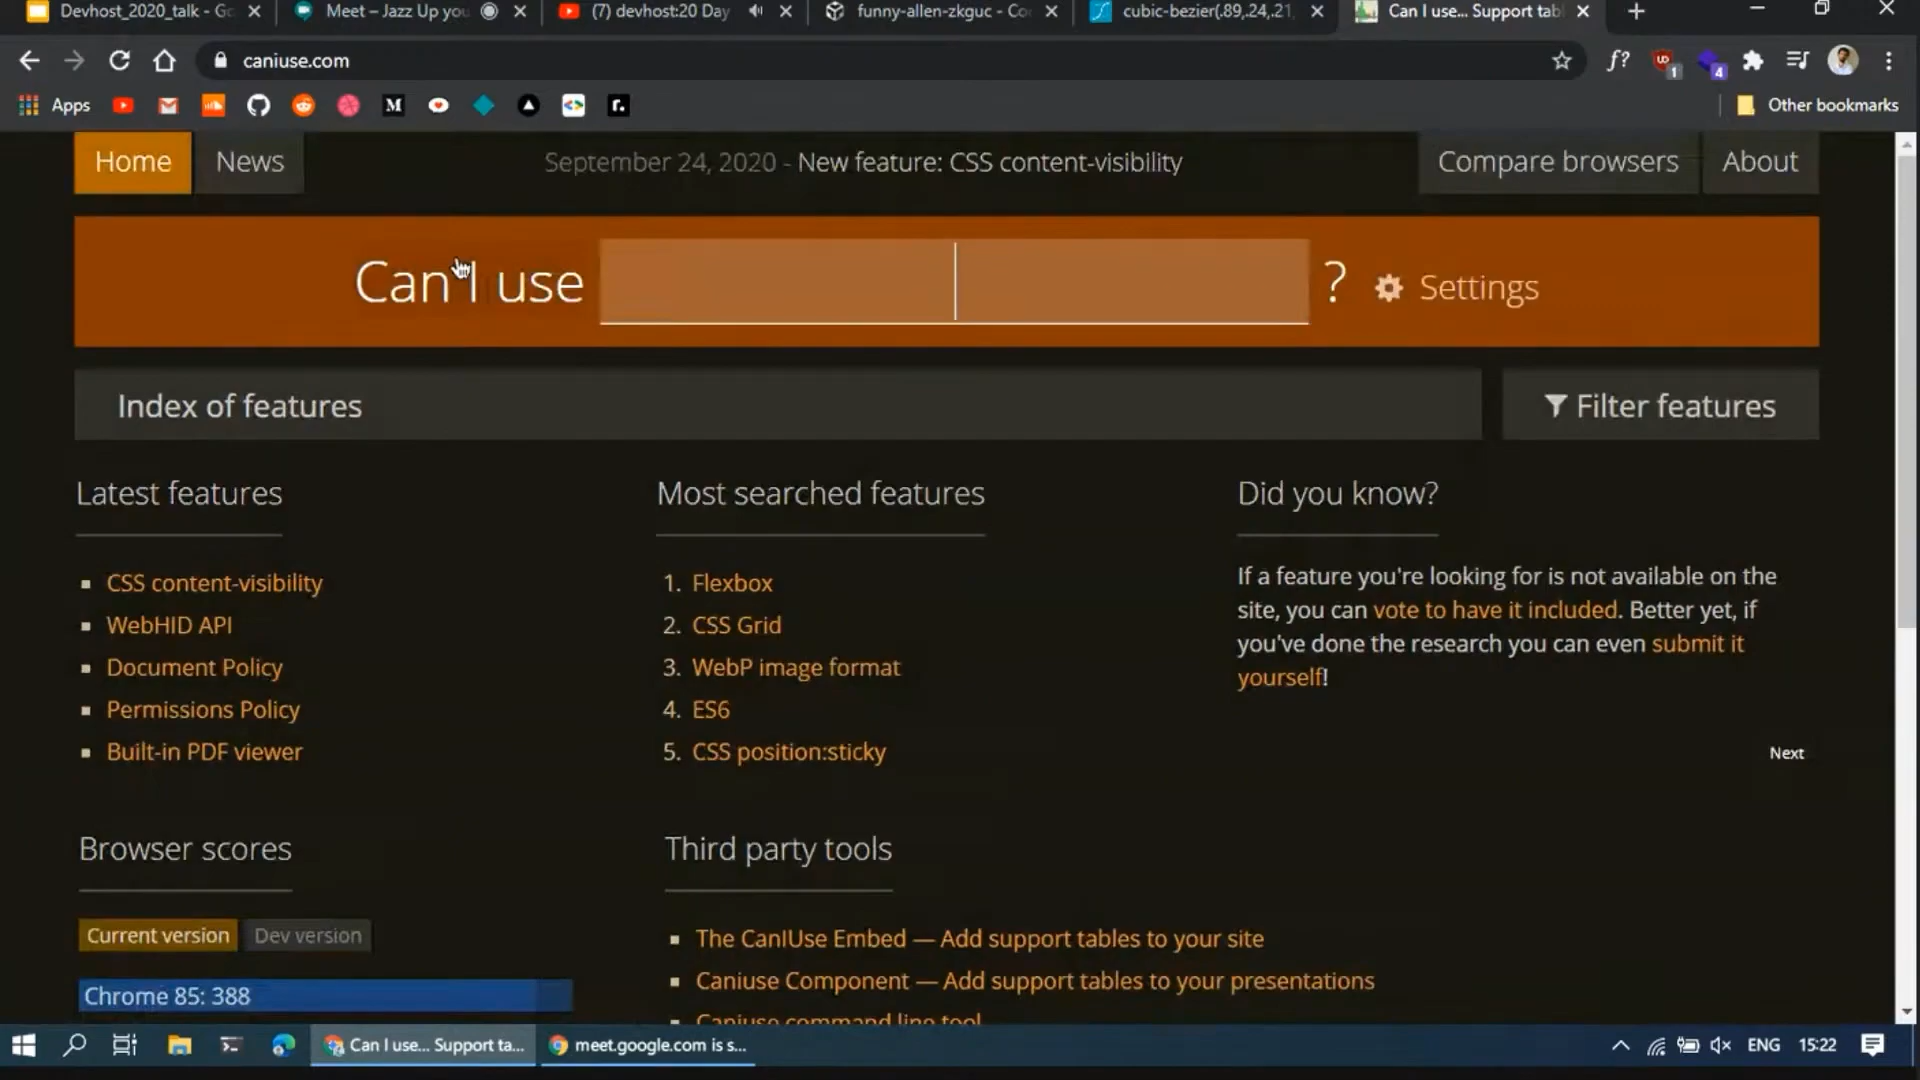 Devhost_2020_talk - Go
Meet – Jazz Up you
(7) devhost:20 Day
funny-allen-zkguc - Co
cubic-bezier(.89,.24,.21,
Can I use... Support tab
caniuse.com
f?
1
4
Apps
M
r.
Other bookmarks
Home
News
September 24, 2020 - New feature: CSS content-visibility
Compare browsers
About
Can I use
?
Settings
Index of features
Filter features
Latest features
CSS content-visibility
WebHID API
Document Policy
Permissions Policy
Built-in PDF viewer
Most searched features
1. Flexbox
2. CSS Grid
3. WebP image format
4. ES6
5. CSS position:sticky
Did you know?
If a feature you're looking for is not available on the
site, you can vote to have it included. Better yet, if
you've done the research you can even submit it
yourself!
Next
Browser scores
Current version
Dev version
Chrome 85: 388
Third party tools
The CanIUse Embed — Add support tables to your site
Caniuse Component — Add support tables to your presentations
Caniuse command line tool
Can I use... Support ta...
meet.google.com is s...
ENG
15:22